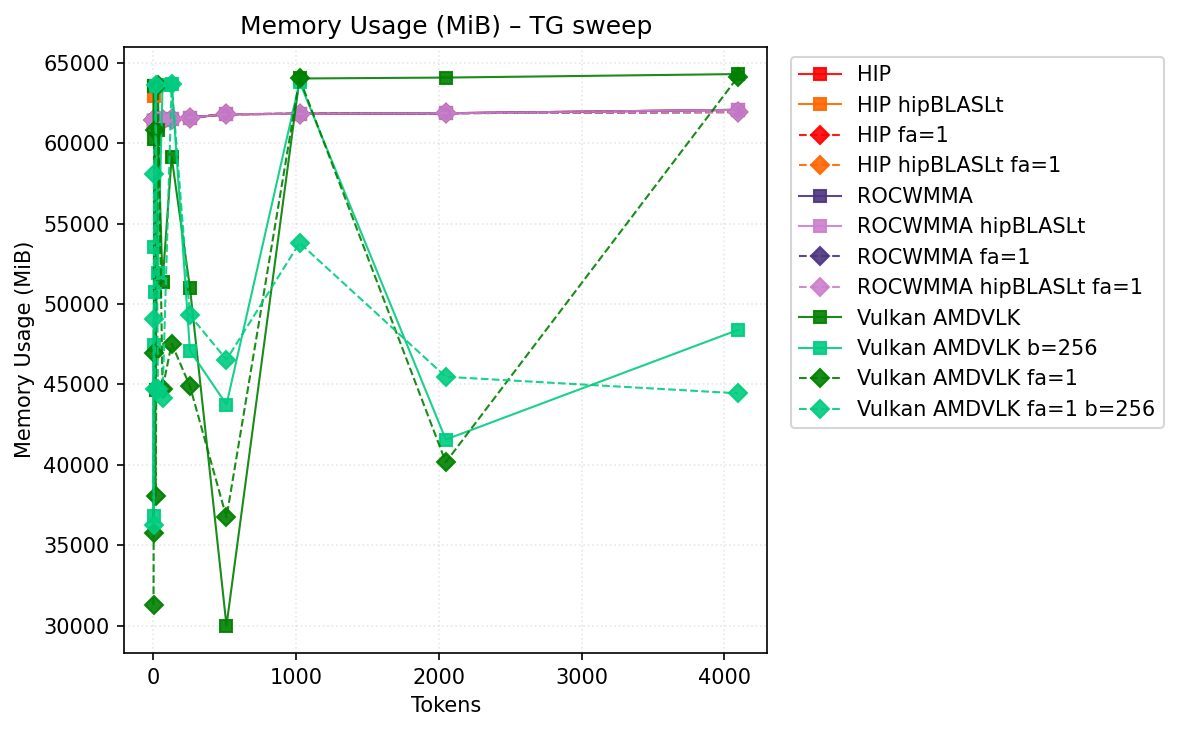 Memory Usage (MiB) – TG sweep
65000
60000
55000
50000
45000
40000
35000
30000
Memory Usage (MiB)
0
1000
2000
3000
4000
Tokens
HIP
HIP hipBLASLt
HIP fa=1
HIP hipBLASLt fa=1
ROCWMMA
ROCWMMA hipBLASLt
ROCWMMA fa=1
ROCWMMA hipBLASLt fa=1
Vulkan AMDVLK
Vulkan AMDVLK b=256
Vulkan AMDVLK fa=1
Vulkan AMDVLK fa=1 b=256